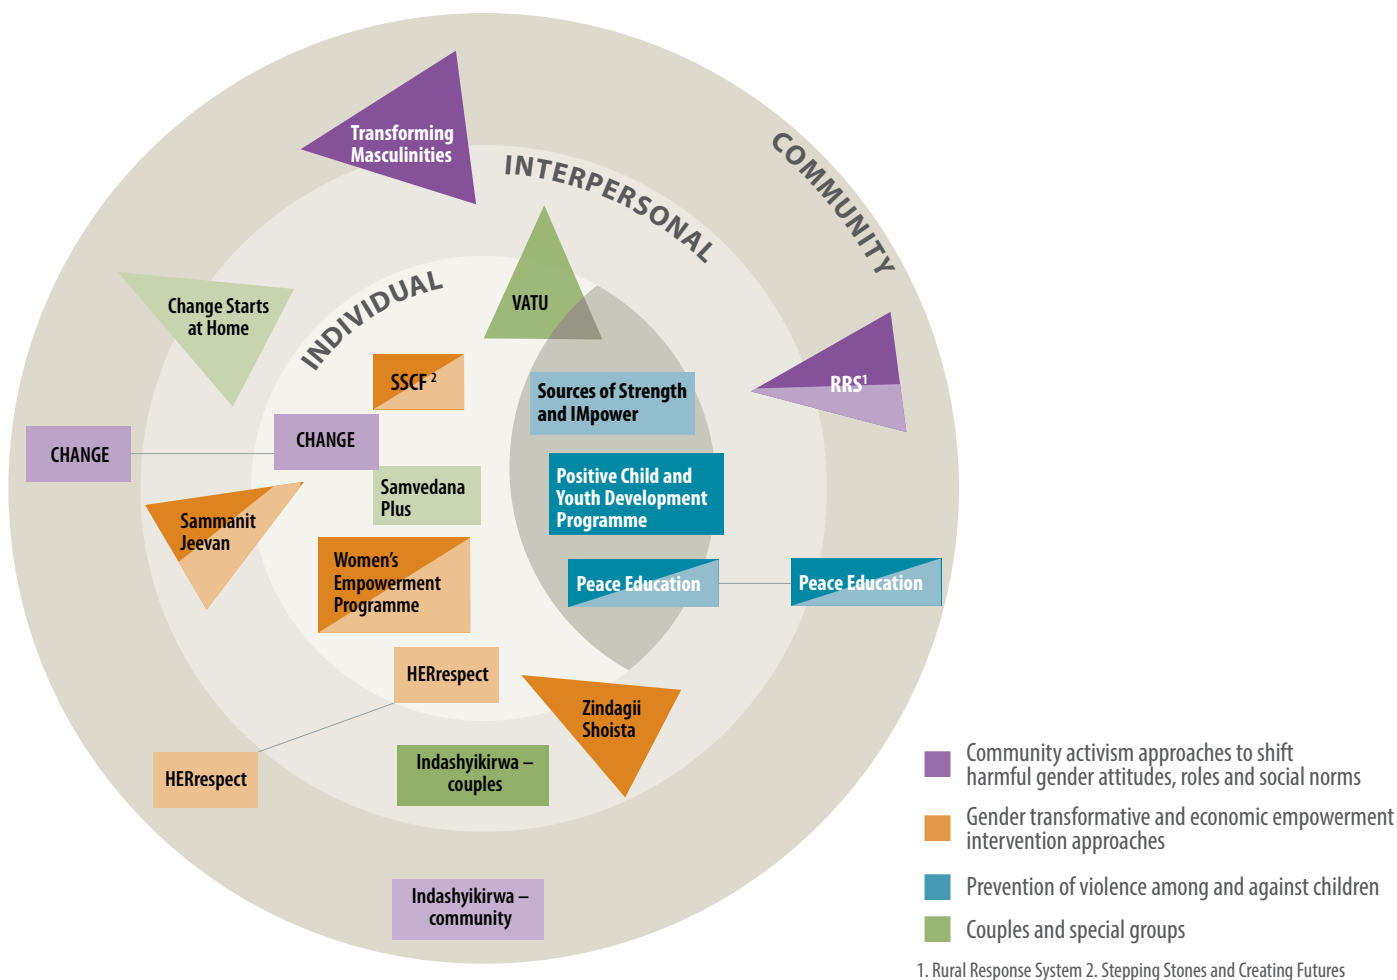 Transforming
Masculinities
INTERPERSONAL
COMMUNITY
INDIVIDUAL
Change Starts
at Home
VATU
SSCF 2
Sources of Strength
and IMpower
RRS1
CHANGE
CHANGE
Samvedana
Plus
Positive Child and
Youth Development
Programme
Sammanit
Jeevan
Women's
Empowerment
Programme
Peace Education
Peace Education
HERrespect
Zindagii
Shoista
HERrespect
Indashyikirwa –
couples
Indashyikirwa –
community
Community activism approaches to shift
harmful gender attitudes, roles and social norms
Gender transformative and economic empowerment
intervention approaches
Prevention of violence among and against children
Couples and special groups
1. Rural Response System 2. Stepping Stones and Creating Futures